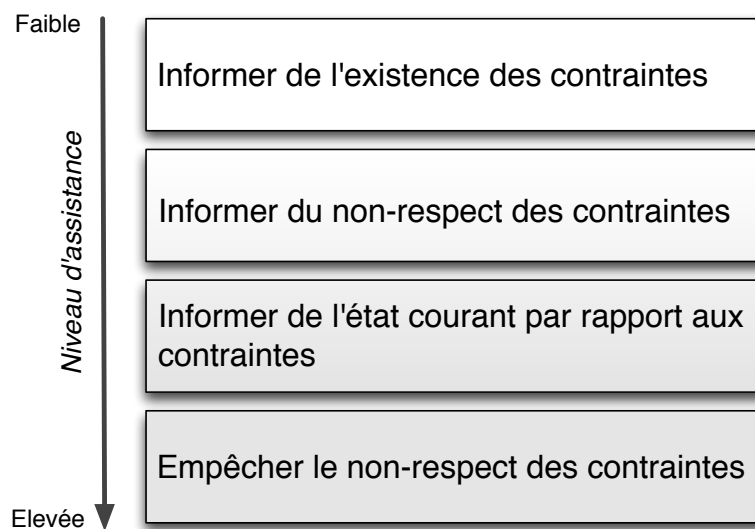 Faible
Informer de l'existence des contraintes
Informer du non-respect des contraintes
Niveau d'assistance
Informer de l'état courant par rapport aux
contraintes
Empêcher le non-respect des contraintes
Elevée